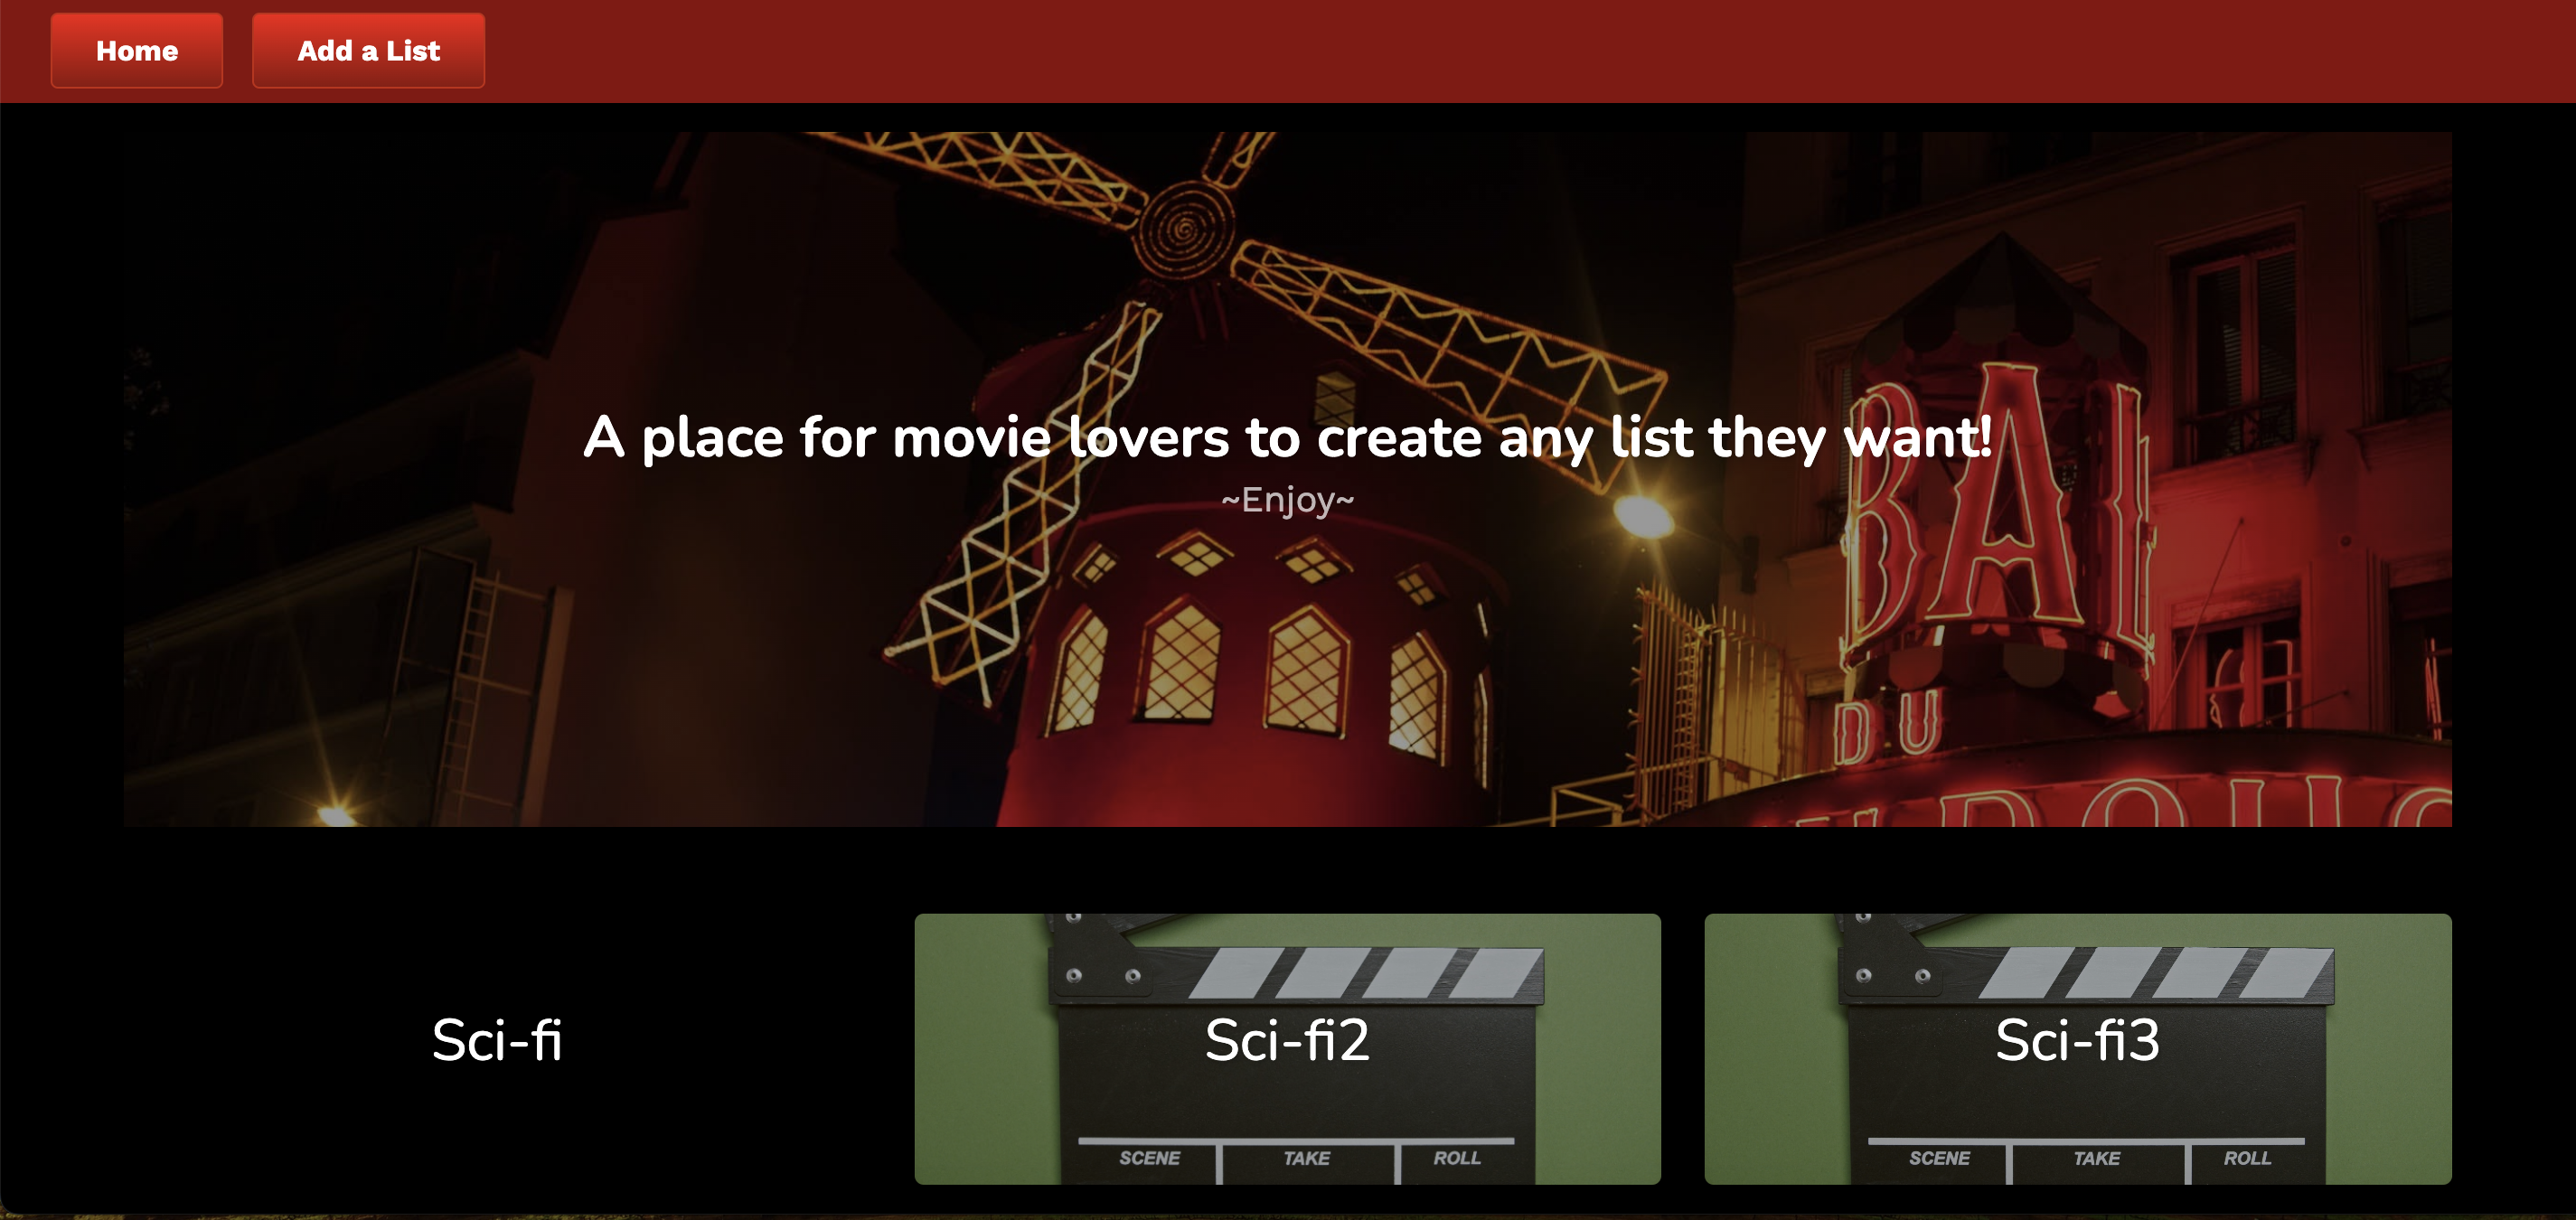 Home Add a List
A place for movie lovers to create any list they want!
~Enjoy~
BAL
DU
Sci-fi Sci-fi2 Sci-fi3
SCENE TAKE ROLL SCENE TAKE ROLL